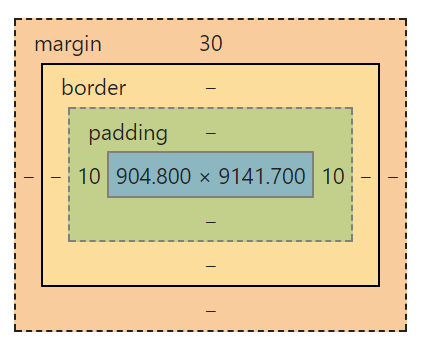 margin 30
border –
padding –
– – 10 904.800 × 9141.700 10 – –
–
–
–